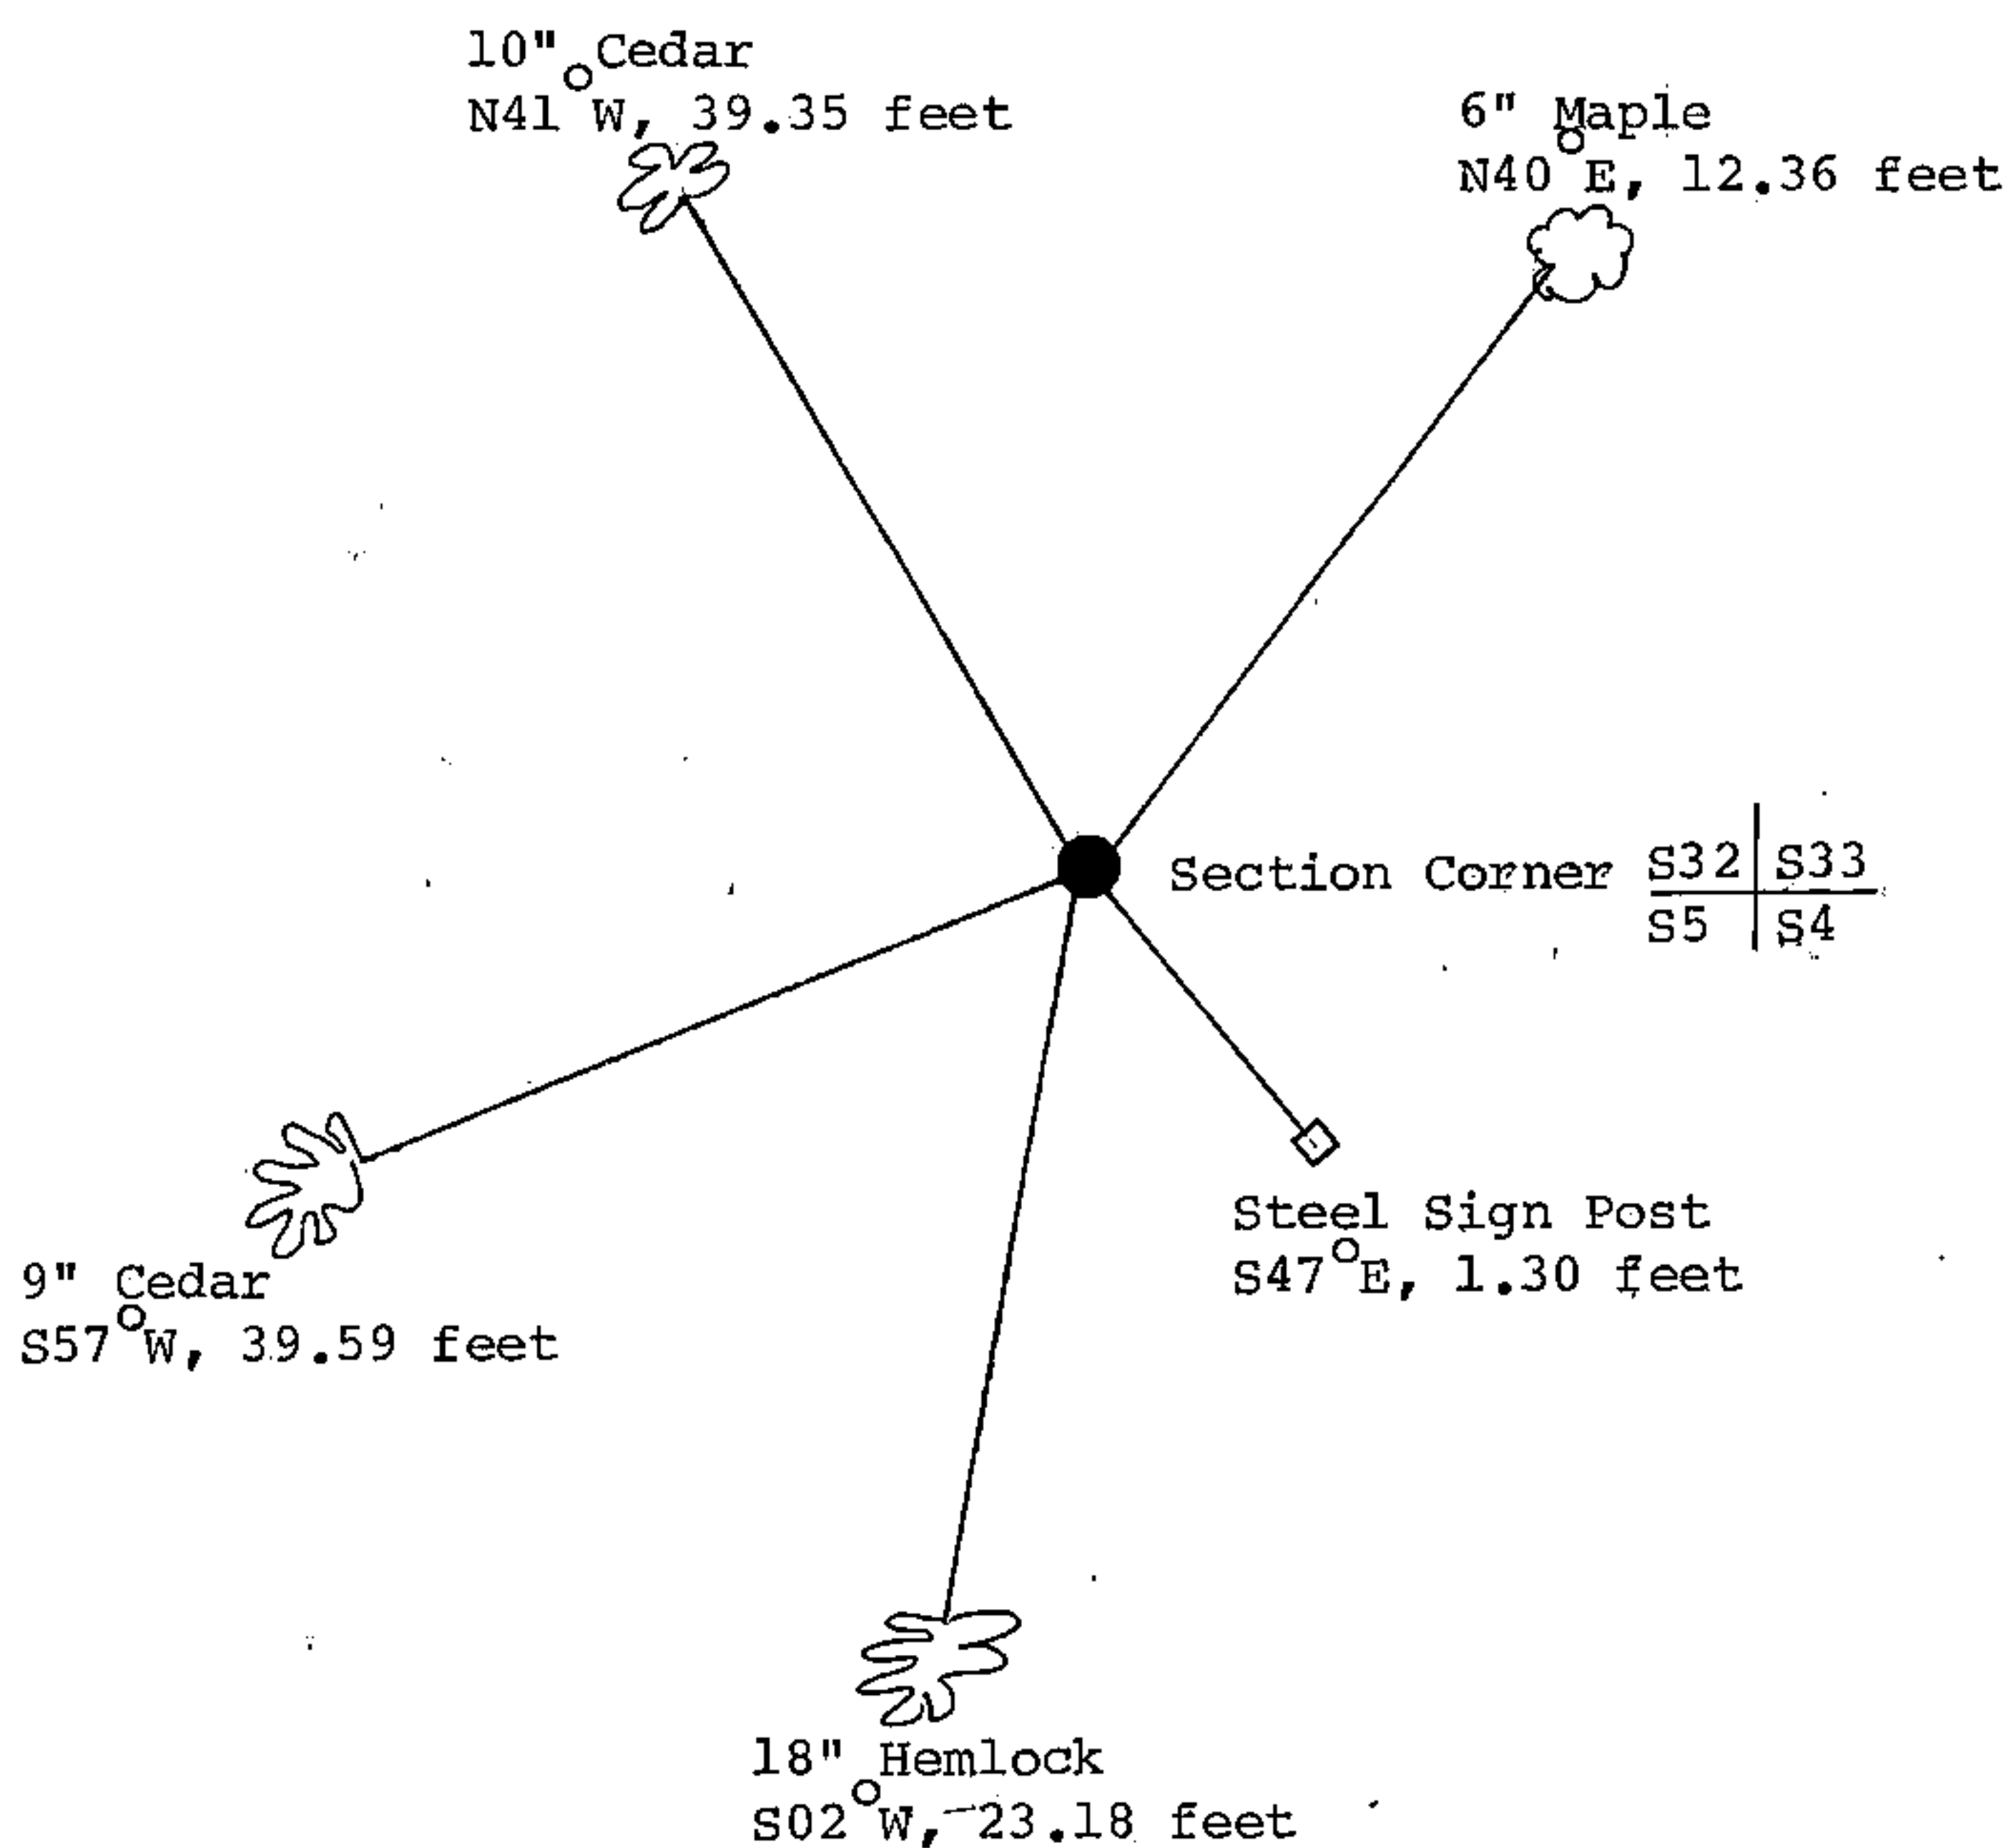 10" Cedar
N41°W, 39.35 feet
6" Maple
N40°E, 12.36 feet
Section Corner S32 S33
S5 S4
Steel Sign Post
S47°E, 1.30 feet
9" Cedar
S57°W, 39.59 feet
18" Hemlock
S02°W, 23.18 feet